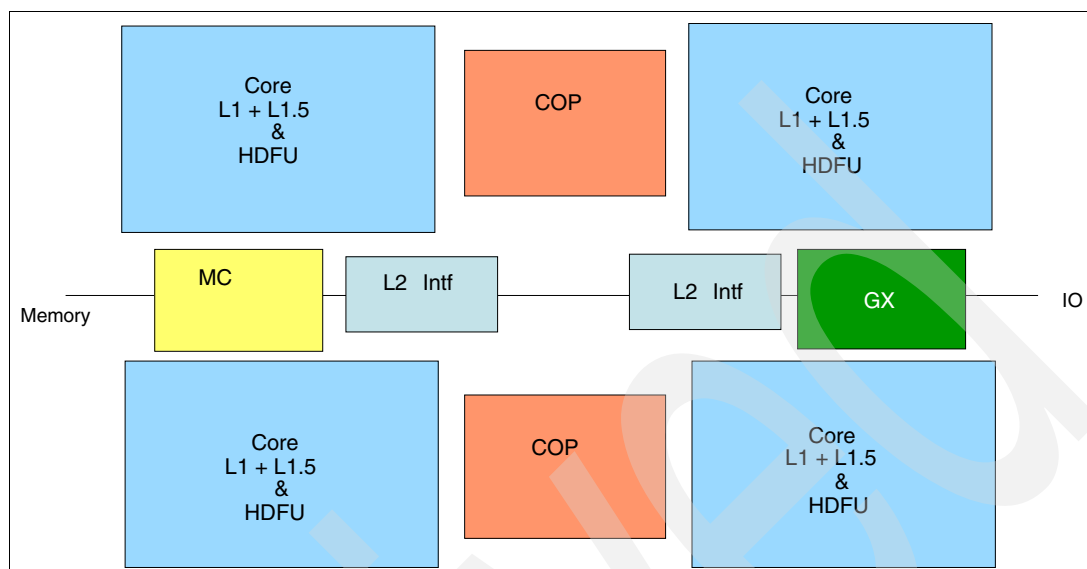 Core
L1 + L1.5
&
HDFU
COP
Core
L1 + L1.5
&
HDFU
MC
L2 Intf
L2 Intf
GX
Memory
IO
Core
L1 + L1.5
&
HDFU
COP
Core
L1 + L1.5
&
HDFU